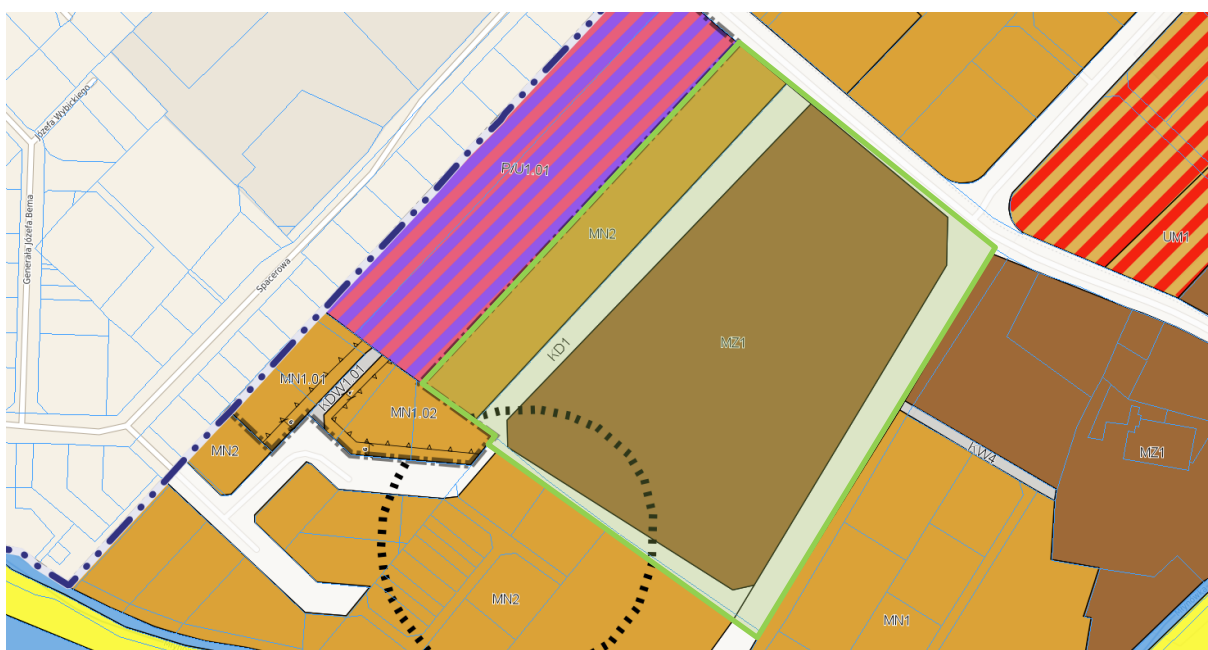 Józefa Wybickiego
Generała Józefa Bema
Spacerowa
P/U1.01
MN2
UM1
KD1
MZ1
MN1.01
KDW1.01
MN1.02
MN2
KW4
MZ1
MN2
MN1